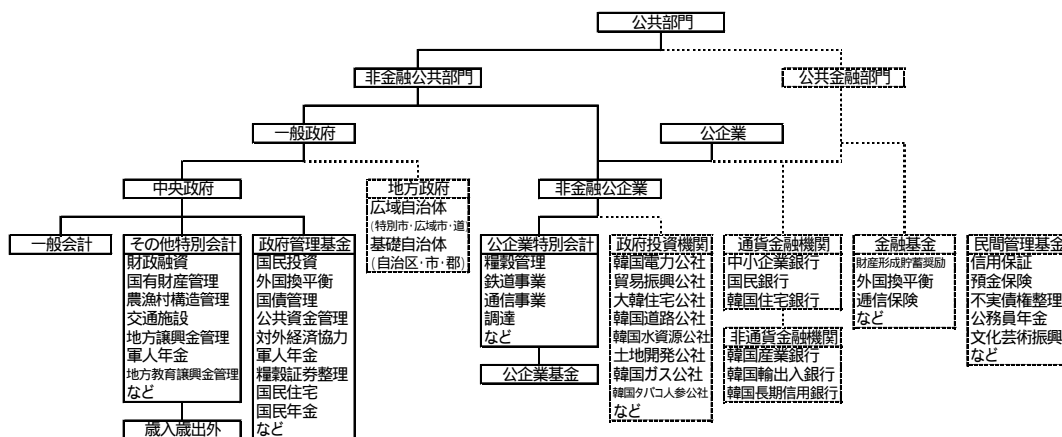 公共部門
非金融公共部門
公共金融部門
一般政府
公企業
中央政府
地方政府
広域自治体
(特別市・広域市・道)
基礎自治体
(自治区・市・郡)
非金融公企業
一般会計
その他特別会計
財政融資
国有財産管理
農漁村構造管理
交通施設
地方譲興金管理
軍人年金
地方教育譲興金管理
など
歳入歳出外
政府管理基金
国民投資
外国換平衡
国債管理
公共資金管理
対外経済協力
軍人年金
糧穀証券整理
国民住宅
国民年金
など
公企業特別会計
糧穀管理
鉄道事業
通信事業
調達
など
公企業基金
政府投資機関
韓国電力公社
貿易振興公社
大韓住宅公社
韓国道路公社
韓国水資源公社
土地開発公社
韓国ガス公社
韓国タバコ人参公社
など
通貨金融機関
中小企業銀行
国民銀行
韓国住宅銀行
非通貨金融機関
韓国産業銀行
韓国輸出入銀行
韓国長期信用銀行
金融基金
財産形成貯蓄奨励
外国換平衡
逓信保険
など
民間管理基金
信用保証
預金保険
不実債権整理
公務員年金
文化芸術振興
など